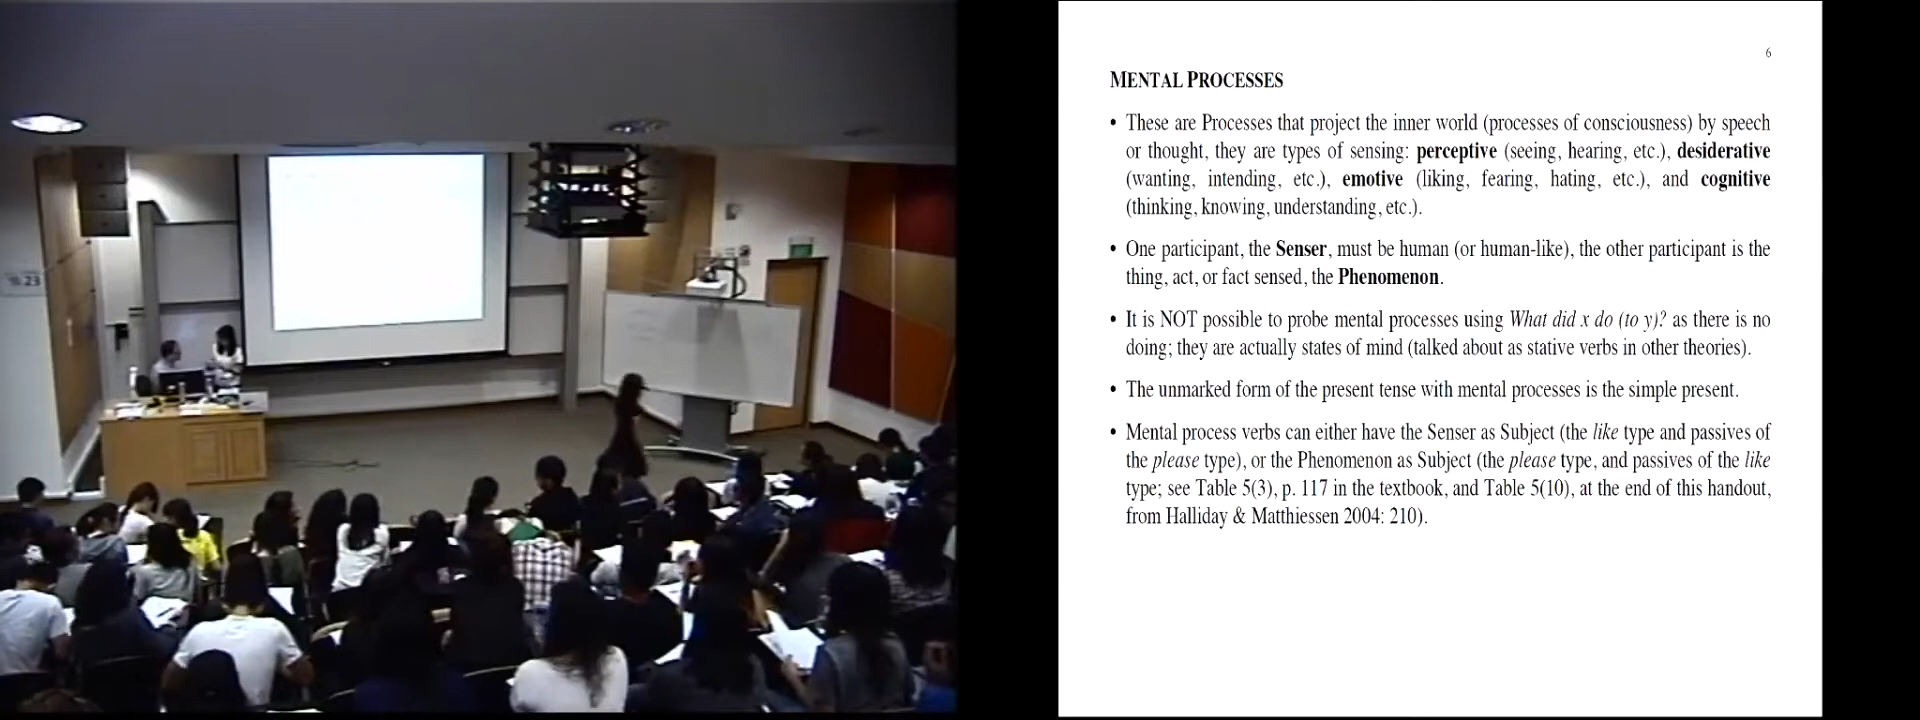 6
MENTAL PROCESSES
• These are Processes that project the inner world (processes of consciousness) by speech
or thought, they are types of sensing: perceptive (seeing, hearing, etc.), desiderative
(wanting, intending, etc.), emotive (liking, fearing, hating, etc.), and cognitive
(thinking, knowing, understanding, etc.).
• One participant, the Senser, must be human (or human-like), the other participant is the
thing, act, or fact sensed, the Phenomenon.
• It is NOT possible to probe mental processes using What did x do (to y)? as there is no
doing; they are actually states of mind (talked about as stative verbs in other theories).
• The unmarked form of the present tense with mental processes is the simple present.
• Mental process verbs can either have the Senser as Subject (the like type and passives of
the please type), or the Phenomenon as Subject (the please type, and passives of the like
type; see Table 5(3), p. 117 in the textbook, and Table 5(10), at the end of this handout,
from Halliday & Matthiessen 2004: 210).